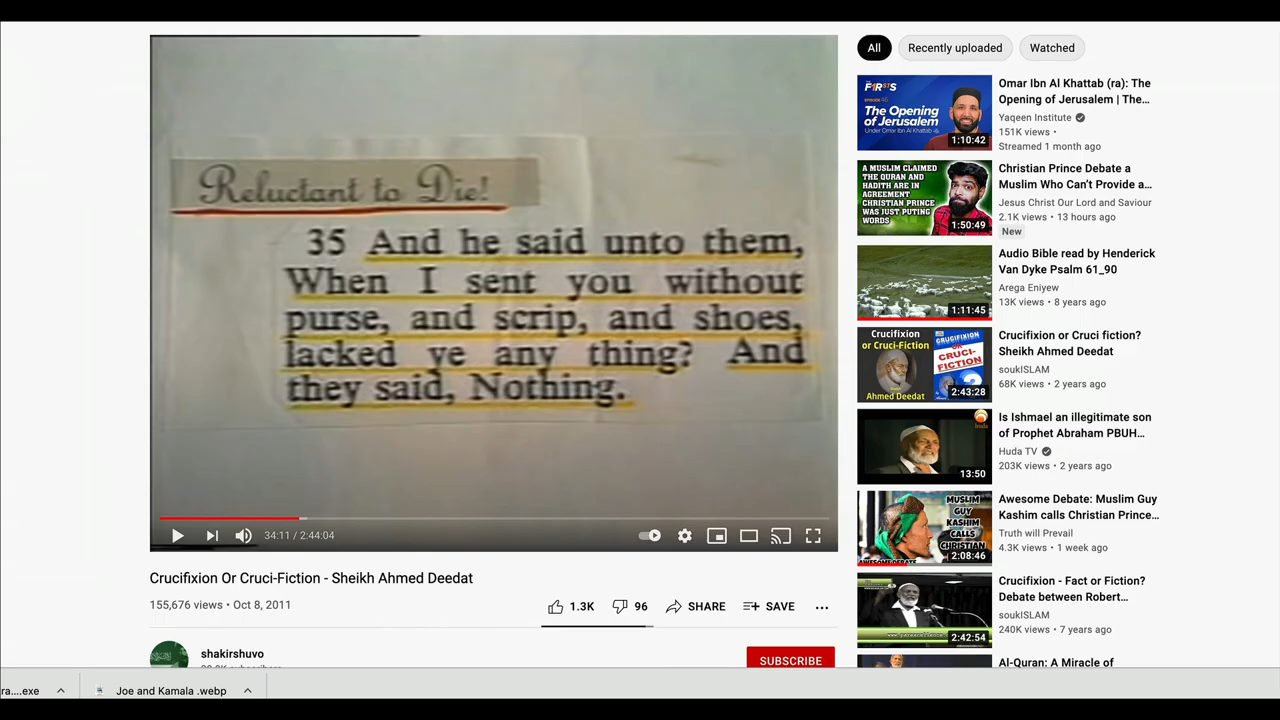 Reluctant to Die!
35 And he said unto them,
When I sent you without
purse, and scrip, and shoes,
lacked ye any thing? And
they said, Nothing.
34:11 / 2:44:04
Crucifixion Or Cruci-Fiction - Sheikh Ahmed Deedat
155,676 views • Oct 8, 2011
1.3K
96
SHARE
SAVE
shakirshuvo
SUBSCRIBE
All
Recently uploaded
Watched
THE F1RSTS
The Opening
of Jerusalem
1:10:42
Omar Ibn Al Khattab (ra): The
Opening of Jerusalem | The...
Yaqeen Institute
151K views •
Streamed 1 month ago
A MUSLIM CLAIMED
THE QURAN AND
HADITH ARE IN
AGREEMENT
CHRISTIAN PRINCE
WAS JUST PUTING
WORDS
1:50:49
Christian Prince Debate a
Muslim Who Can't Provide a...
Jesus Christ Our Lord and Saviour
2.1K views • 13 hours ago
New
1:11:45
Audio Bible read by Henderick
Van Dyke Psalm 61_90
Arega Eniyew
13K views • 8 years ago
Crucifixion
or Cruci-Fiction
Ahmed Deedat
CRUCIFIXION
OR
CRUCI-
FICTION
2:43:28
Crucifixion or Cruci fiction?
Sheikh Ahmed Deedat
soukISLAM
68K views • 2 years ago
13:50
Is Ishmael an illegitimate son
of Prophet Abraham PBUH...
Huda TV
203K views • 2 years ago
MUSLIM
GUY
KASHIM
CALLS
CHRISTIAN
2:08:46
Awesome Debate: Muslim Guy
Kashim calls Christian Prince...
Truth will Prevail
4.3K views • 1 week ago
2:42:54
Crucifixion - Fact or Fiction?
Debate between Robert...
soukISLAM
240K views • 7 years ago
Al-Quran: A Miracle of
ra....exe
Joe and Kamala .webp